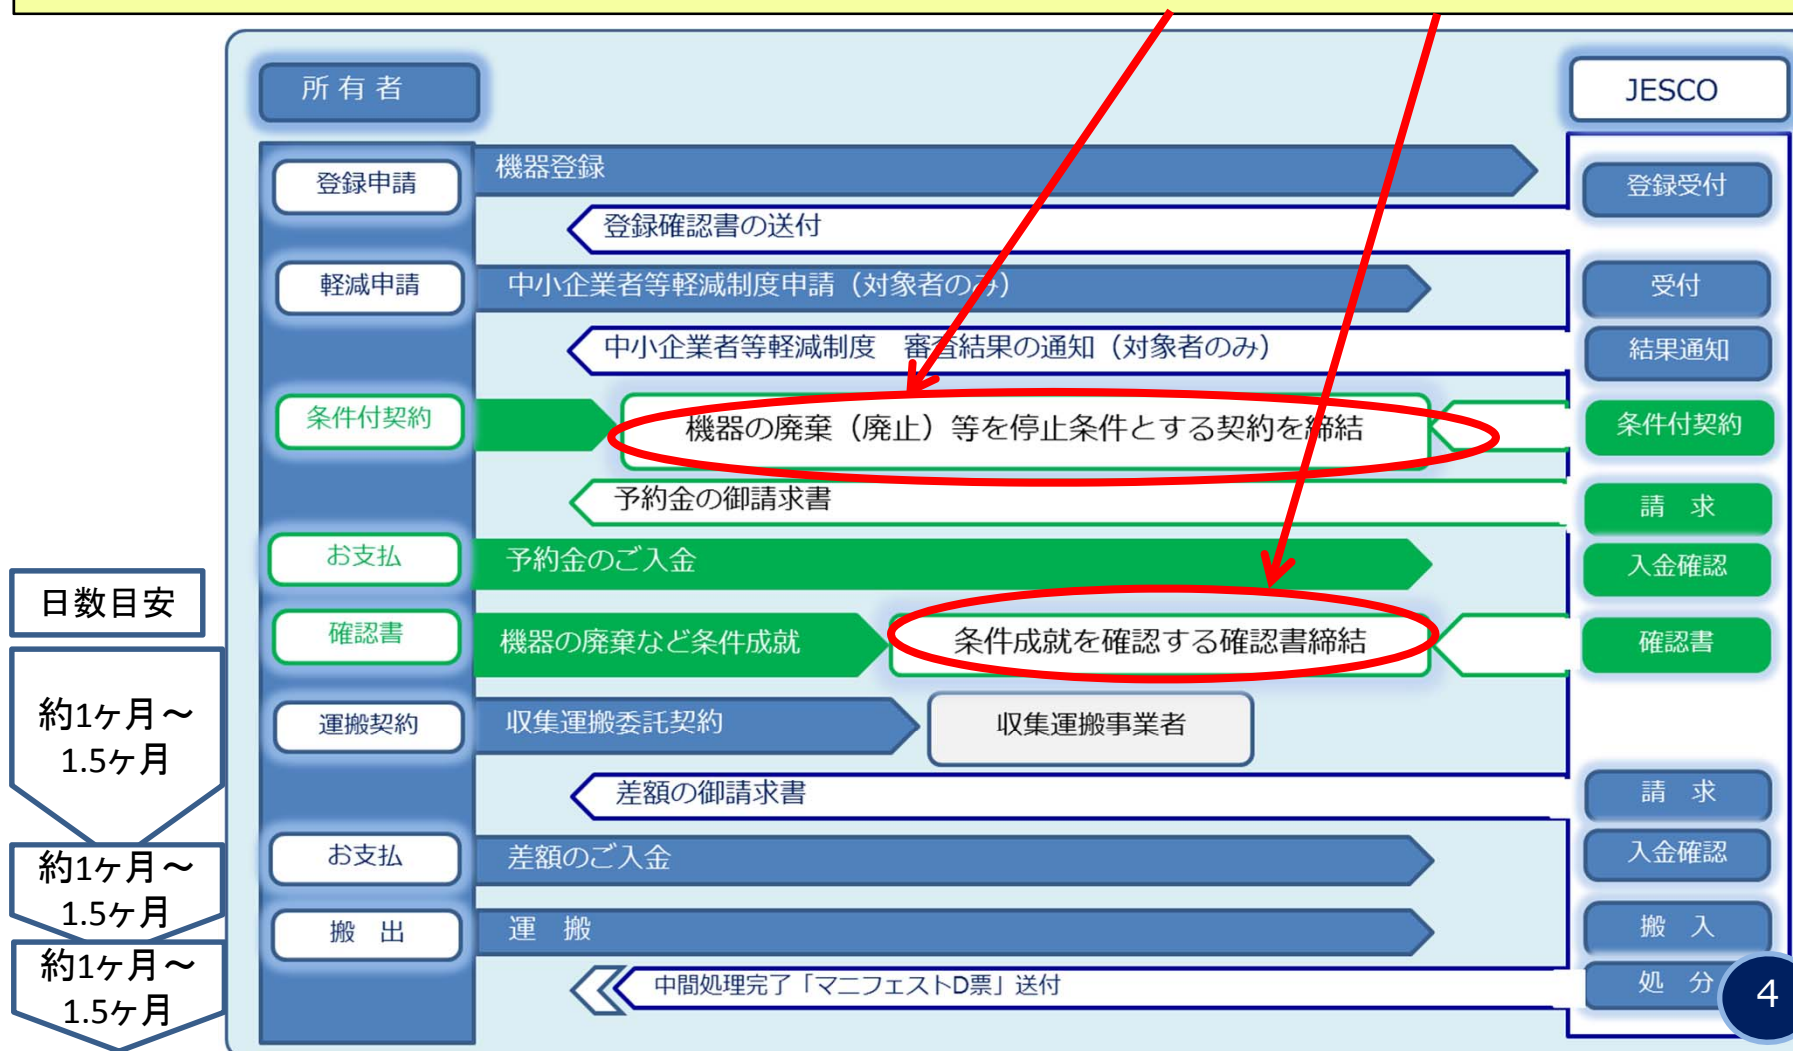 所有者
JESCO
登録申請
機器登録
登録受付
登録確認書の送付
軽減申請
中小企業者等軽減制度申請（対象者のみ）
受付
中小企業者等軽減制度　審査結果の通知（対象者のみ）
結果通知
条件付契約
機器の廃棄（廃止）等を停止条件とする契約を締結
条件付契約
予約金の御請求書
請　求
お支払
予約金のご入金
入金確認
日数目安
確認書
機器の廃棄など条件成就
条件成就を確認する確認書締結
確認書
約1ヶ月～
1.5ヶ月
運搬契約
収集運搬委託契約
収集運搬事業者
差額の御請求書
請　求
約1ヶ月～
1.5ヶ月
お支払
差額のご入金
入金確認
搬　出
運　搬
搬　入
約1ヶ月～
1.5ヶ月
中間処理完了「マニフェストD票」送付
処　分
4